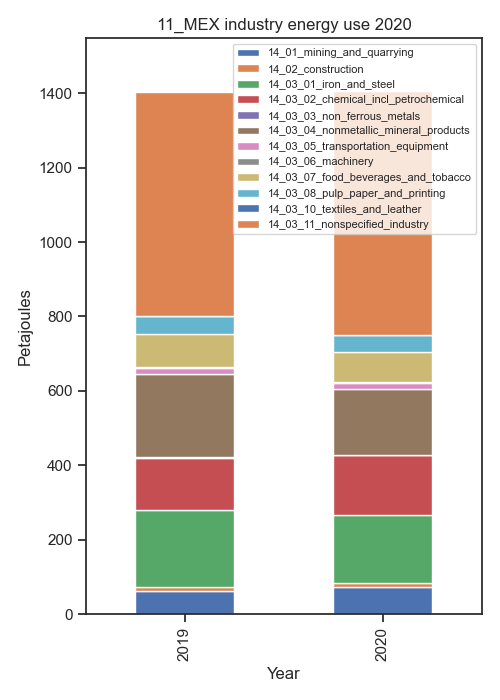 11_MEX industry energy use 2020
14_01_mining_and_quarrying
14_02_construction
14_03_01_iron_and_steel
14_03_02_chemical_incl_petrochemical
14_03_03_non_ferrous_metals
14_03_04_nonmetallic_mineral_products
14_03_05_transportation_equipment
14_03_06_machinery
14_03_07_food_beverages_and_tobacco
14_03_08_pulp_paper_and_printing
14_03_10_textiles_and_leather
14_03_11_nonspecified_industry
1400
1200
1000
800
600
400
200
0
Petajoules
2019
2020
Year